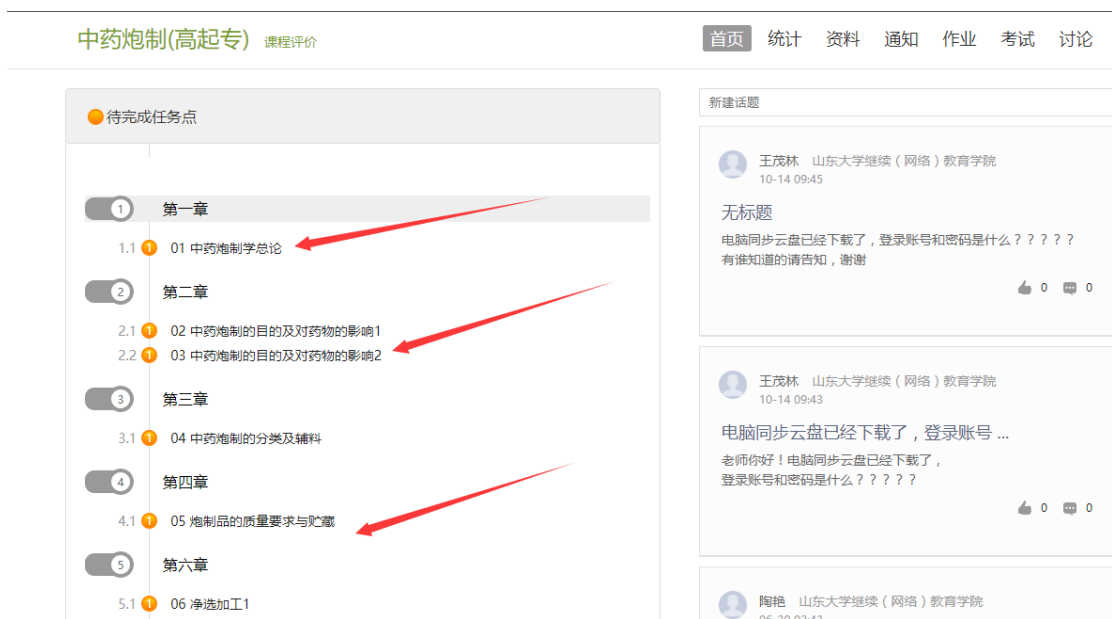 中药炮制(高起专) 课程评价
首页 统计 资料 通知 作业 考试 讨论
待完成任务点
1 第一章
1.1 1 01 中药炮制学总论
2 第二章
2.1 1 02 中药炮制的目的及对药物的影响1
2.2 1 03 中药炮制的目的及对药物的影响2
3 第三章
3.1 1 04 中药炮制的分类及辅料
4 第四章
4.1 1 05 炮制品的质量要求与贮藏
5 第六章
5.1 1 06 净选加工1
新建话题
王茂林 山东大学继续（网络）教育学院
10-14 09:45
无标题
电脑同步云盘已经下载了，登录账号和密码是什么？？？？？
有谁知道的请告知，谢谢
0 0
王茂林 山东大学继续（网络）教育学院
10-14 09:43
电脑同步云盘已经下载了，登录账号 ...
老师你好！电脑同步云盘已经下载了，
登录账号和密码是什么？？？？？
0 0
陶艳 山东大学继续（网络）教育学院